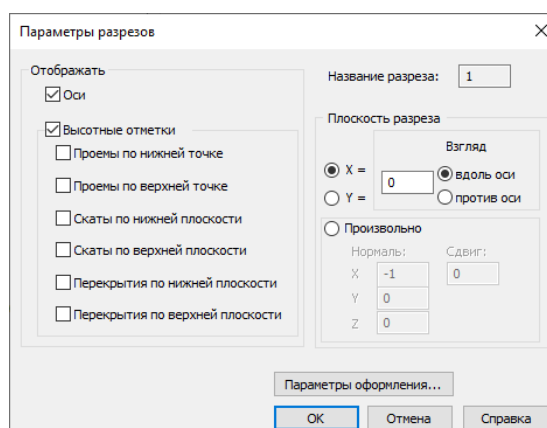 Параметры разрезов
Отображать
Оси
Высотные отметки
Проемы по нижней точке
Проемы по верхней точке
Скаты по нижней плоскости
Скаты по верхней плоскости
Перекрытия по нижней плоскости
Перекрытия по верхней плоскости
Название разреза: 1
Плоскость разреза
Взгляд
X = 0
Y =
вдоль оси
против оси
Произвольно
Нормаль: Сдвиг:
X -1 0
Y 0
Z 0
Параметры оформления...
OK Отмена Справка